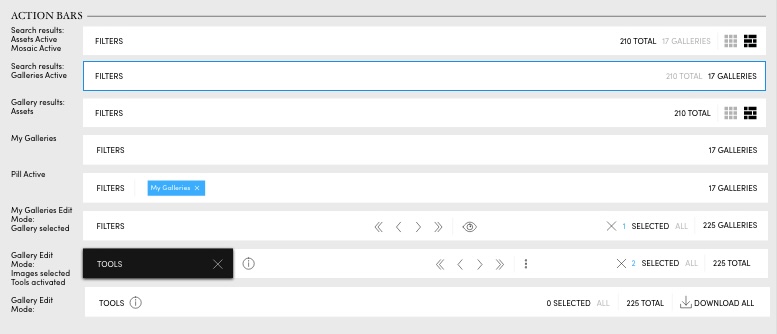 ACTION BARS
Search results:
Assets Active
Mosaic Active
FILTERS
210 TOTAL 17 GALLERIES
Search results:
Galleries Active
FILTERS
210 TOTAL 17 GALLERIES
Gallery results:
Assets
FILTERS
210 TOTAL
My Galleries
FILTERS
17 GALLERIES
Pill Active
FILTERS
My Galleries ×
17 GALLERIES
My Galleries Edit
Mode:
Gallery selected
FILTERS
1 SELECTED ALL
225 GALLERIES
Gallery Edit
Mode:
Images selected
Tools activated
TOOLS
2 SELECTED ALL
225 TOTAL
Gallery Edit
Mode:
TOOLS
0 SELECTED ALL
225 TOTAL
DOWNLOAD ALL